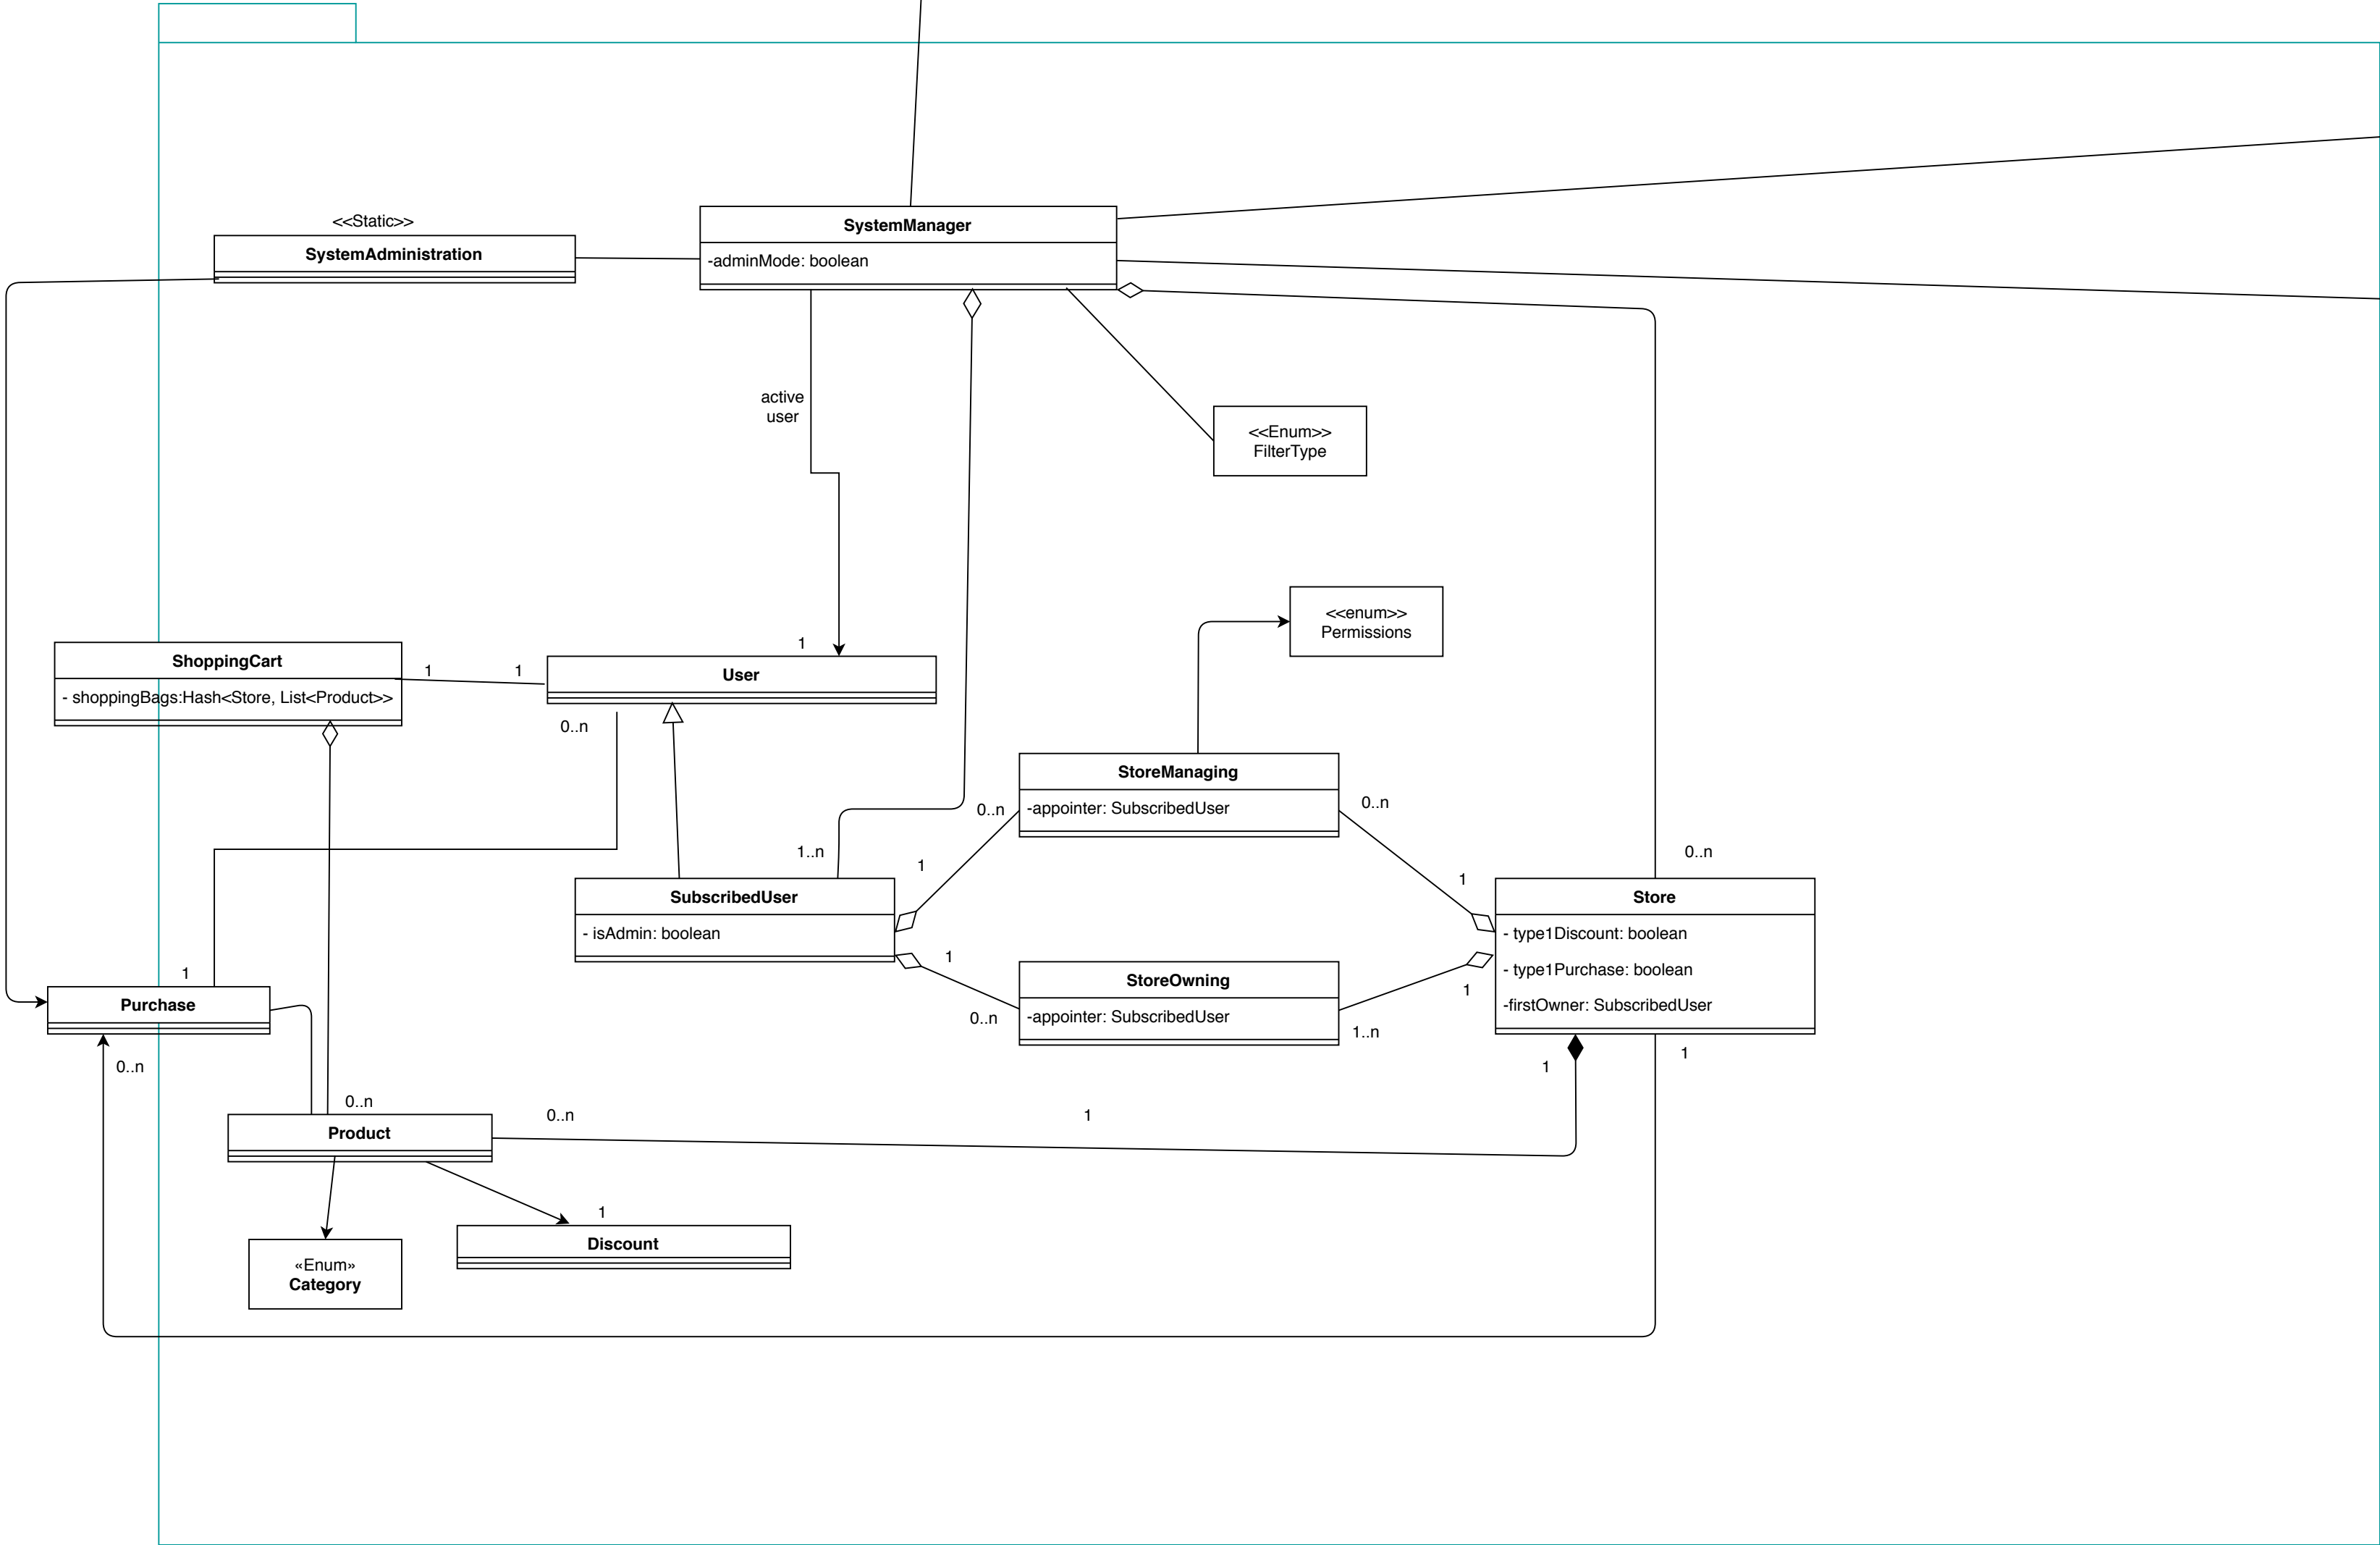 <<Static>>
SystemAdministration
SystemManager
-adminMode: boolean
active
user
<<Enum>>
FilterType
<<enum>>
Permissions
ShoppingCart
- shoppingBags:Hash<Store, List<Product>>
1
1
1
User
0..n
StoreManaging
-appointer: SubscribedUser
0..n
0..n
1..n
1
1
0..n
SubscribedUser
- isAdmin: boolean
Store
- type1Discount: boolean
- type1Purchase: boolean
-firstOwner: SubscribedUser
1
0..n
StoreOwning
-appointer: SubscribedUser
1
1..n
1
Purchase
0..n
1
1
0..n
Product
0..n
1
1
Discount
«Enum»
Category